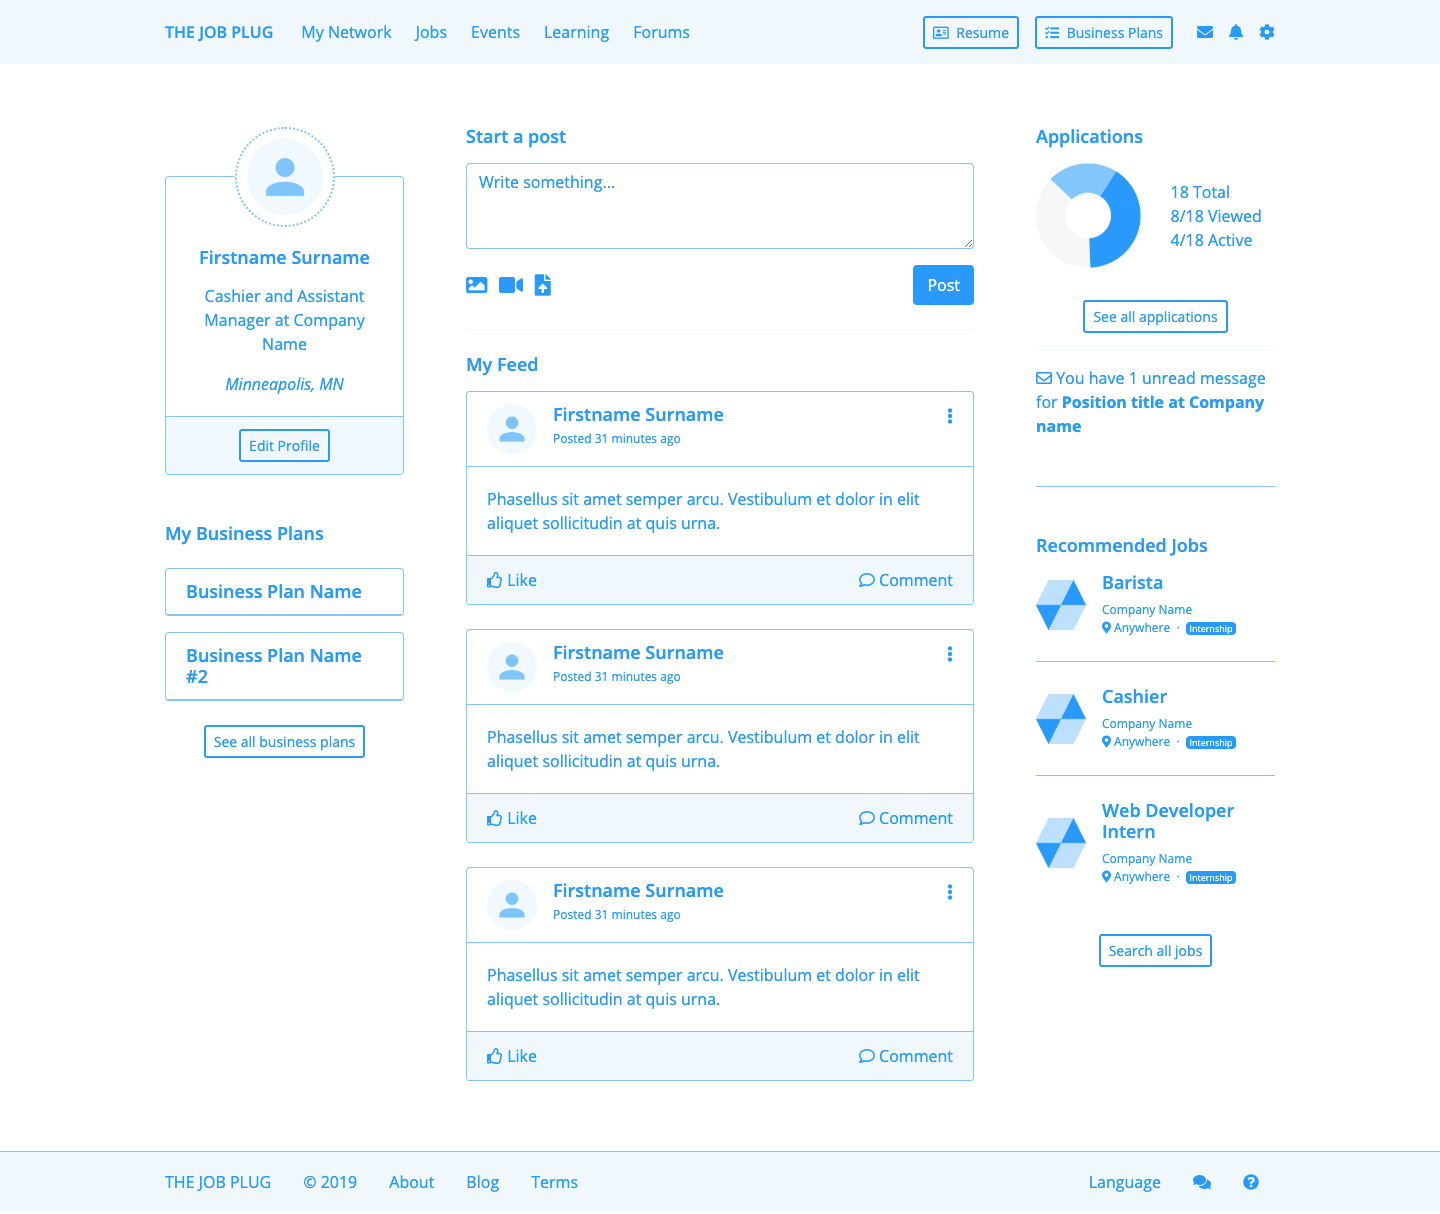 THE JOB PLUG My Network Jobs Events Learning Forums Resume Business Plans
Firstname Surname
Cashier and Assistant
Manager at Company
Name
Minneapolis, MN
Edit Profile
My Business Plans
Business Plan Name
Business Plan Name
#2
See all business plans
Start a post
Write something...
Post
My Feed
Firstname Surname
Posted 31 minutes ago
Phasellus sit amet semper arcu. Vestibulum et dolor in elit
aliquet sollicitudin at quis urna.
Like Comment
Firstname Surname
Posted 31 minutes ago
Phasellus sit amet semper arcu. Vestibulum et dolor in elit
aliquet sollicitudin at quis urna.
Like Comment
Firstname Surname
Posted 31 minutes ago
Phasellus sit amet semper arcu. Vestibulum et dolor in elit
aliquet sollicitudin at quis urna.
Like Comment
Applications
18 Total
8/18 Viewed
4/18 Active
See all applications
You have 1 unread message
for Position title at Company
name
Recommended Jobs
Barista
Company Name
Anywhere · Internship
Cashier
Company Name
Anywhere · Internship
Web Developer
Intern
Company Name
Anywhere · Internship
Search all jobs
THE JOB PLUG © 2019 About Blog Terms Language